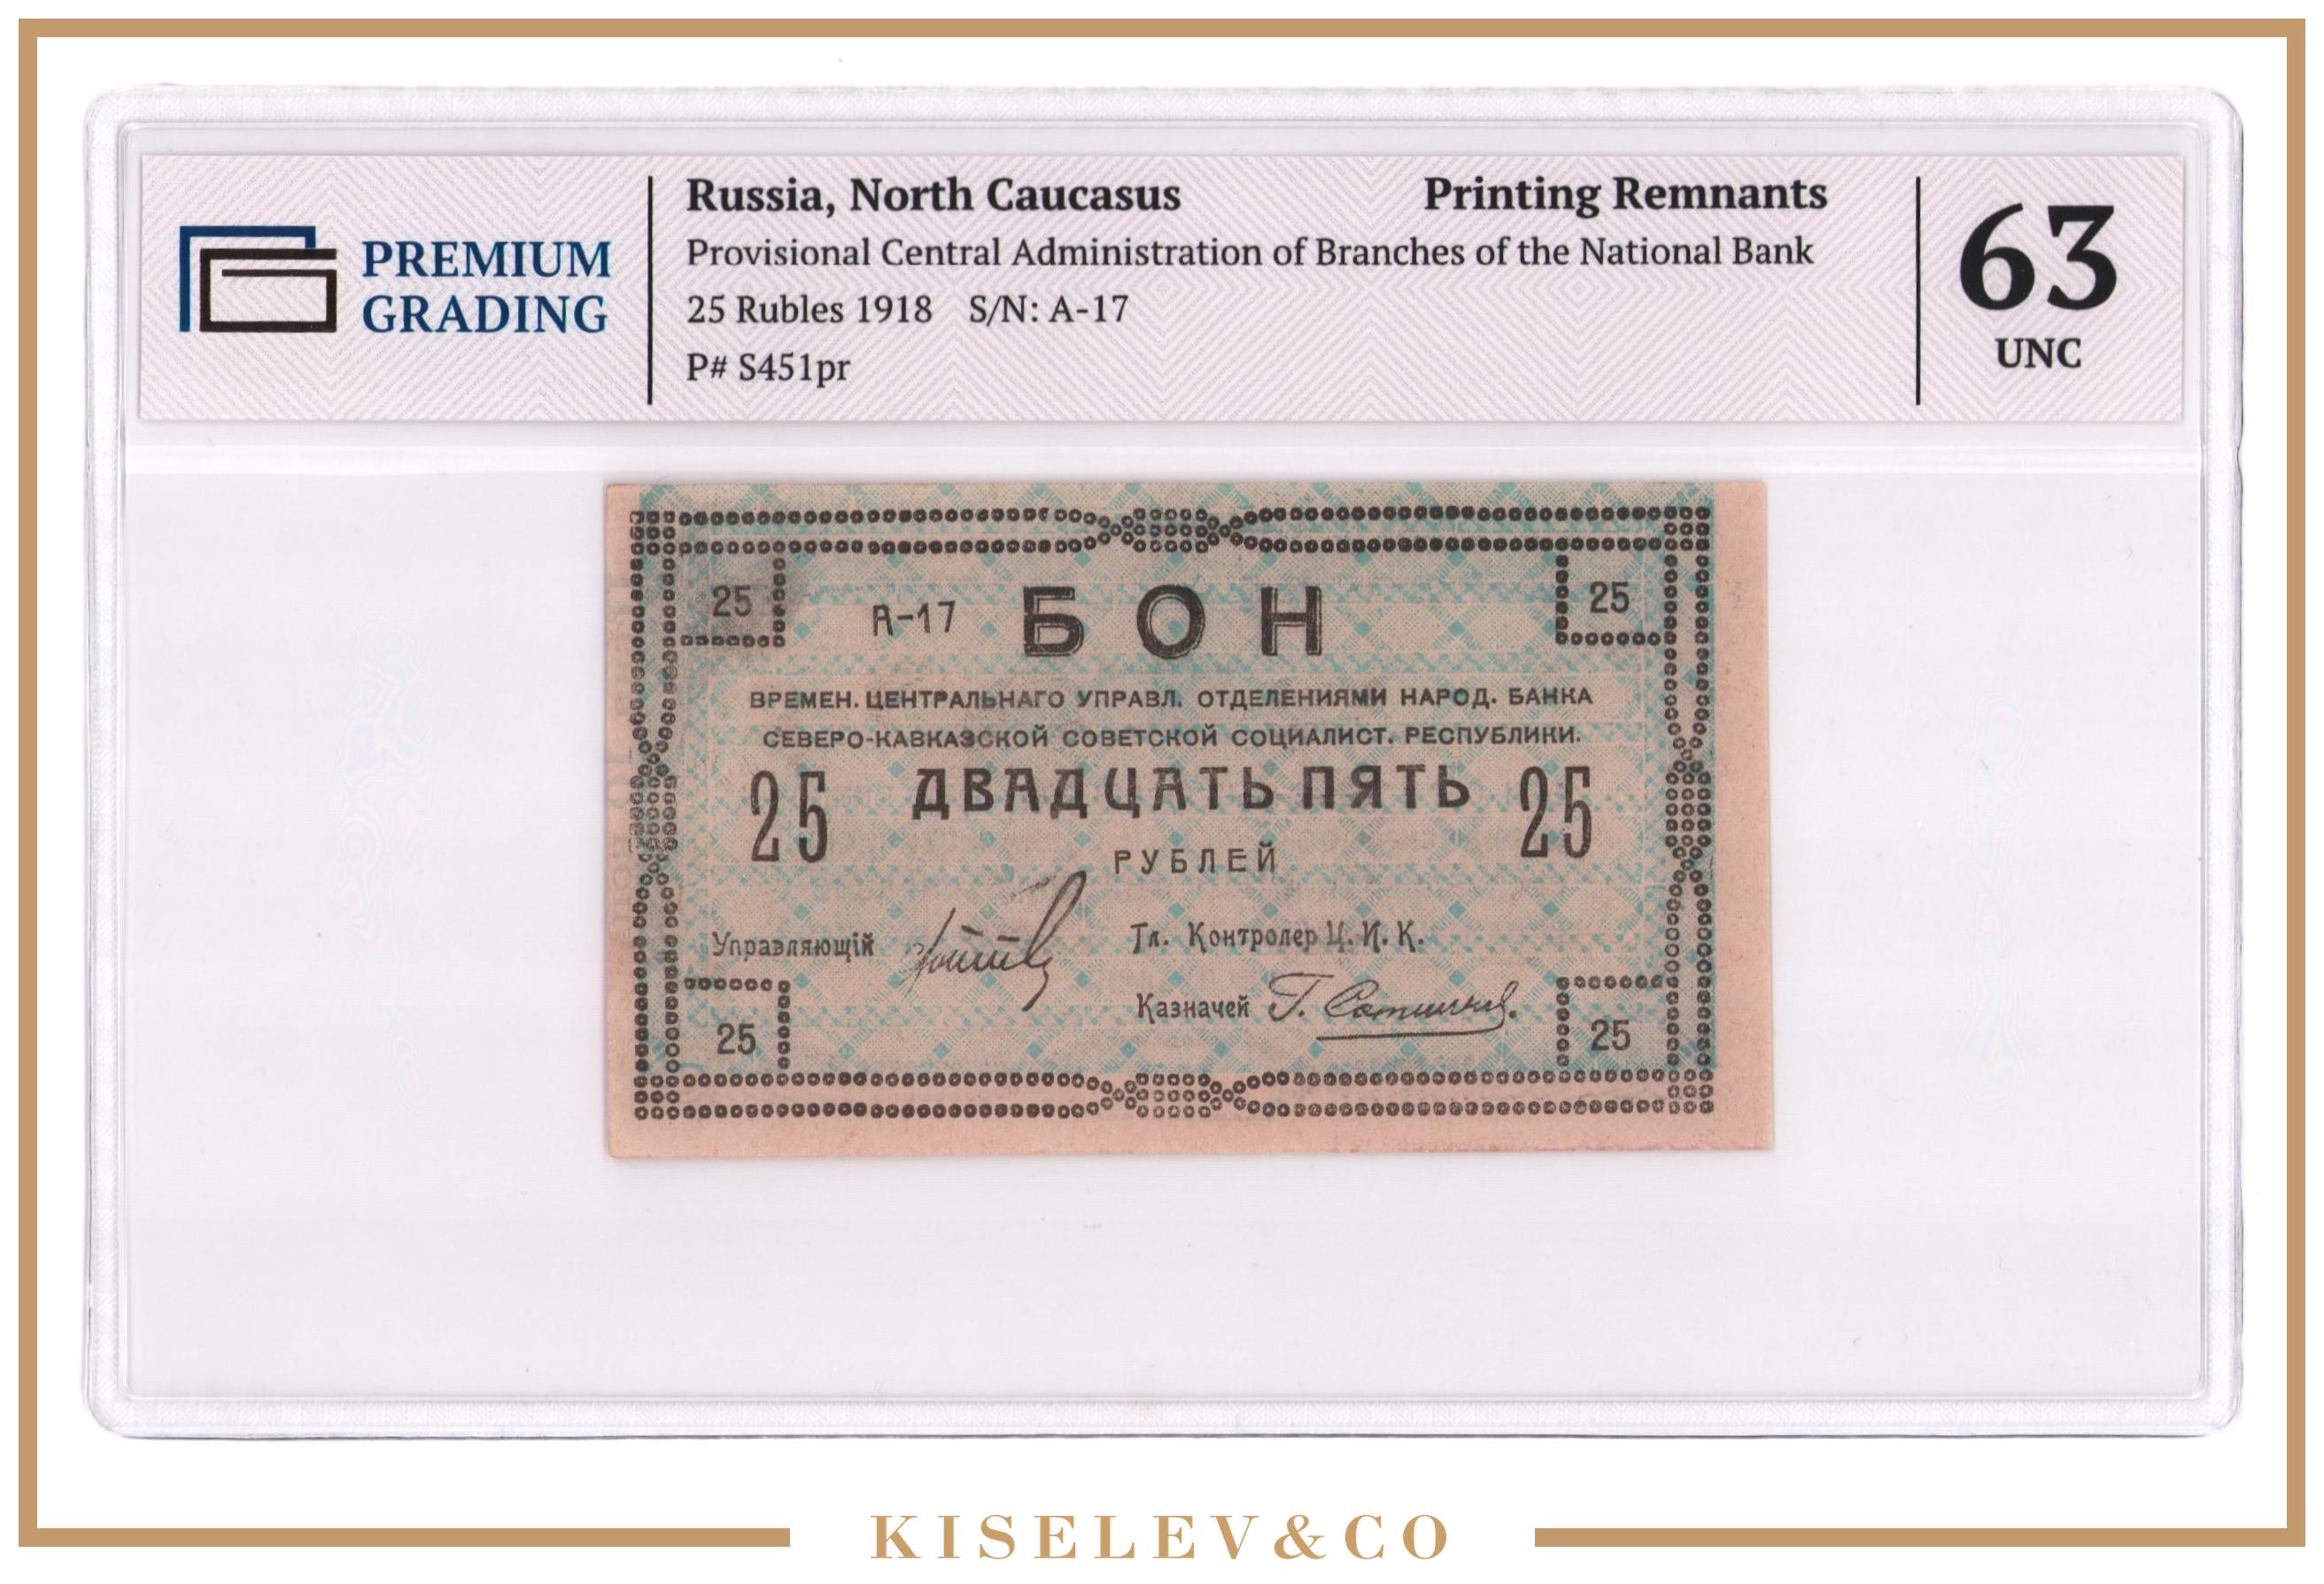 PREMIUM
GRADING
Russia, North Caucasus
Printing Remnants
Provisional Central Administration of Branches of the National Bank
25 Rubles 1918 S/N: A-17
P# S451pr
63
UNC
25
А-17
БОН
25
ВРЕМЕН. ЦЕНТРАЛЬНАГО УПРАВЛ. ОТДЕЛЕНИЯМИ НАРОД. БАНКА
СЕВЕРО-КАВКАЗСКОЙ СОВЕТСКОЙ СОЦИАЛИСТ. РЕСПУБЛИКИ.
25 ДВАДЦАТЬ ПЯТЬ 25
РУБЛЕЙ
Управляющій
Гл. Контролер Ц. И. К.
Казначей
25
25
KISELEV&CO